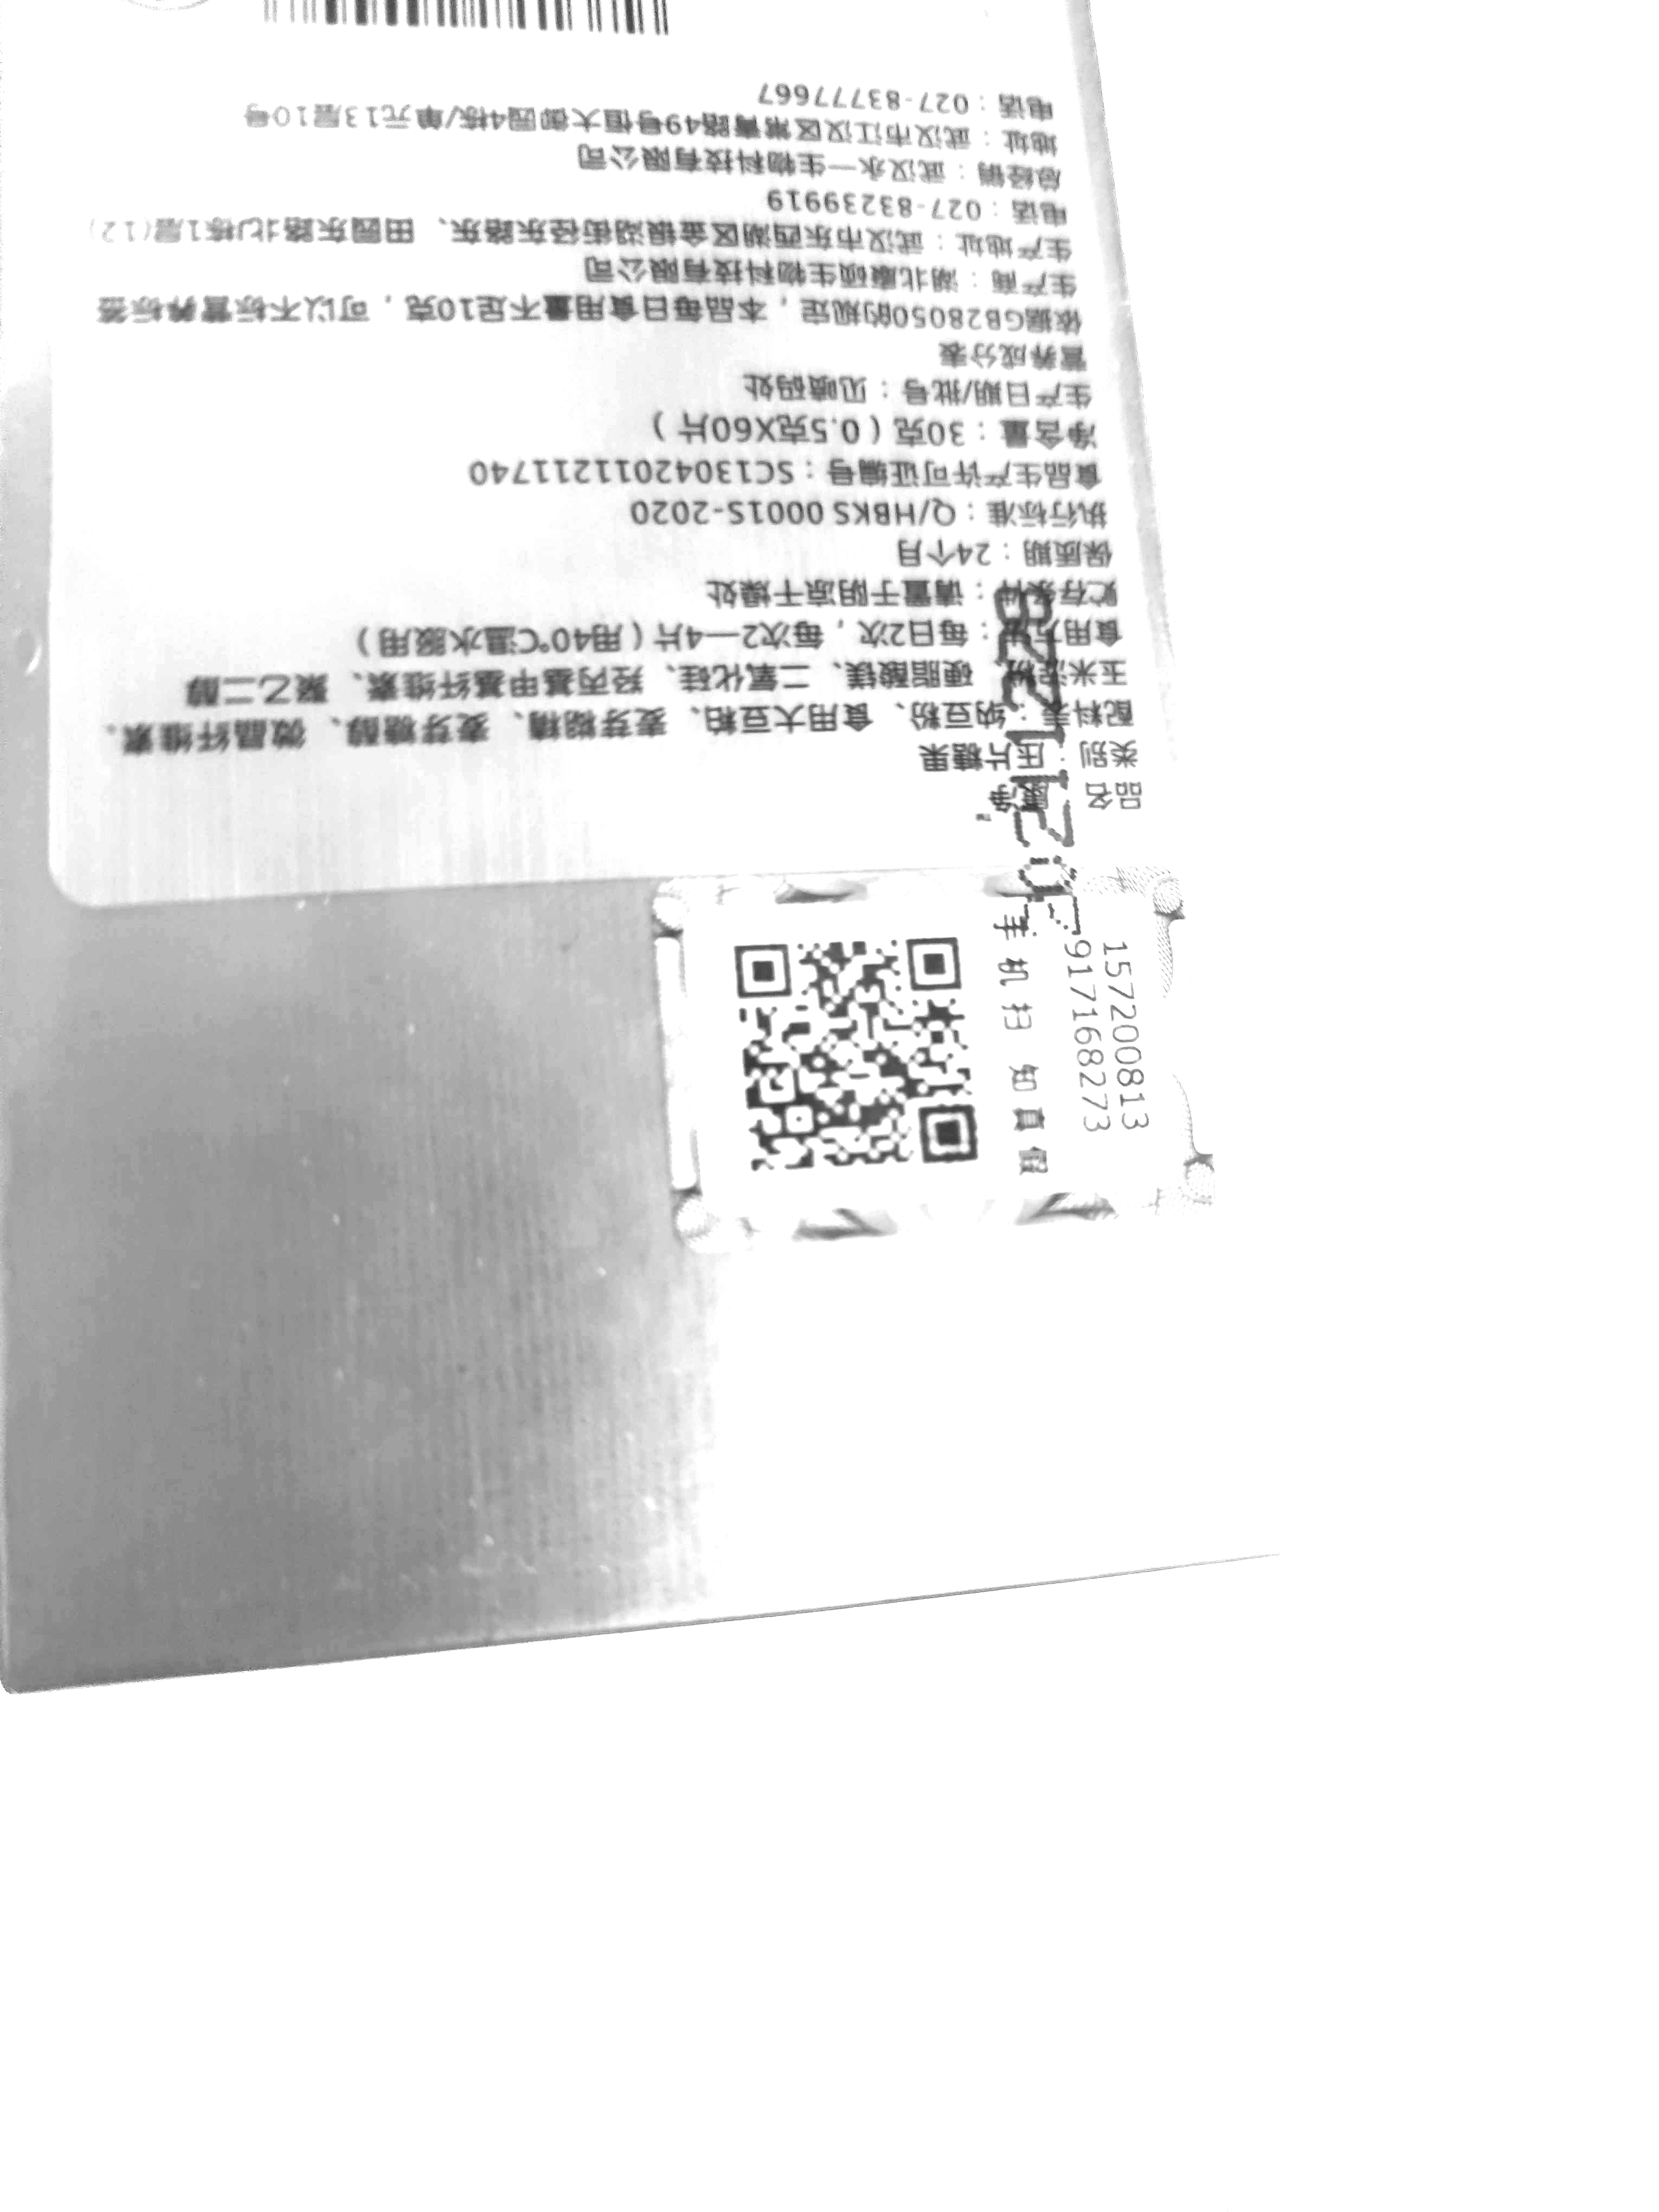 品名 康净
类别：压片糖果
配料表：纳豆粉、食用大豆粕、麦芽糊精、麦芽糖醇、微晶纤维素、
玉米淀粉、硬脂酸镁、二氧化硅、羟丙基甲基纤维素、聚乙二醇
食用方法：每日2次，每次2—4片（用40℃温水服用）
贮存条件：请置于阴凉干燥处
保质期：24个月
执行标准：Q/HBKS 0001S-2020
食品生产许可证编号：SC13042011211740
净含量：30克（0.5克X60片）
生产日期/批号：见喷码处
营养成分表
依据GB28050的规定，本品每日食用量不足10克，可以不标营养标签
生产商：湖北康硕生物科技有限公司
生产地址：武汉市东西湖区金银湖街径东路东、田园东路北栋1层(12)
电话：027-83239919
总经销：武汉永一生物科技有限公司
地址：武汉市江汉区常青路49号恒大御园4栋/单元13层10号
电话：027-83777667
20211228
手机扫 知真假
157200813
9171168273